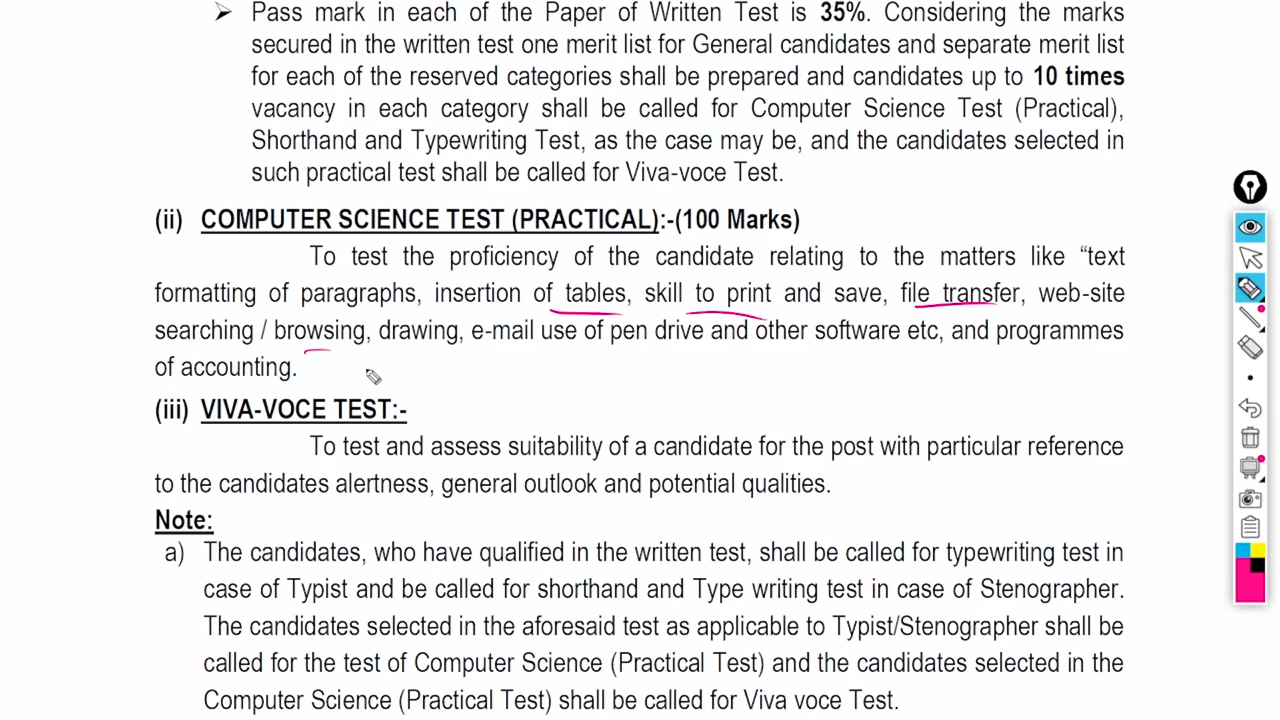 ➢ Pass mark in each of the Paper of Written Test is 35%. Considering the marks
secured in the written test one merit list for General candidates and separate merit list
for each of the reserved categories shall be prepared and candidates up to 10 times
vacancy in each category shall be called for Computer Science Test (Practical),
Shorthand and Typewriting Test, as the case may be, and the candidates selected in
such practical test shall be called for Viva-voce Test.
(ii) COMPUTER SCIENCE TEST (PRACTICAL):-(100 Marks)
To test the proficiency of the candidate relating to the matters like “text
formatting of paragraphs, insertion of tables, skill to print and save, file transfer, web-site
searching / browsing, drawing, e-mail use of pen drive and other software etc, and programmes
of accounting.
(iii) VIVA-VOCE TEST:-
To test and assess suitability of a candidate for the post with particular reference
to the candidates alertness, general outlook and potential qualities.
Note:
a) The candidates, who have qualified in the written test, shall be called for typewriting test in
case of Typist and be called for shorthand and Type writing test in case of Stenographer.
The candidates selected in the aforesaid test as applicable to Typist/Stenographer shall be
called for the test of Computer Science (Practical Test) and the candidates selected in the
Computer Science (Practical Test) shall be called for Viva voce Test.